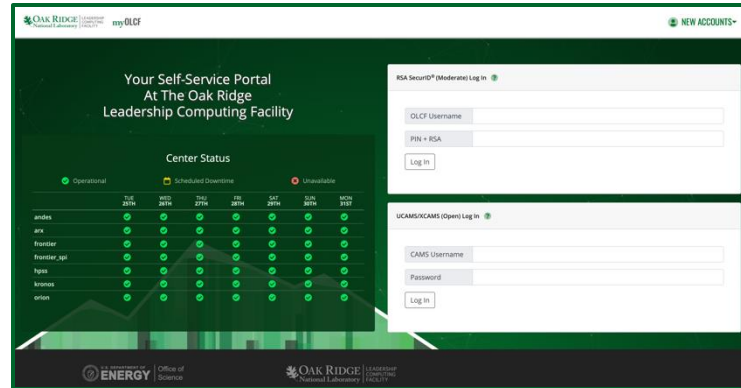 OAK RIDGE
National Laboratory
LEADERSHIP
COMPUTING
FACILITY
myOLCF
NEW ACCOUNTS
Your Self-Service Portal
At The Oak Ridge
Leadership Computing Facility
Center Status
Operational
Scheduled Downtime
Unavailable
TUE WED THU FRI SAT SUN MON
25TH 26TH 27TH 28TH 29TH 30TH 31ST
andes
arx
frontier
frontier_spi
hpss
kronos
orion
RSA SecurID® (Moderate) Log In ?
OLCF Username
PIN + RSA
Log In
UCAMS/XCAMS (Open) Log In ?
CAMS Username
Password
Log In
U.S. DEPARTMENT OF
ENERGY
Office of
Science
OAK RIDGE
National Laboratory
LEADERSHIP
COMPUTING
FACILITY